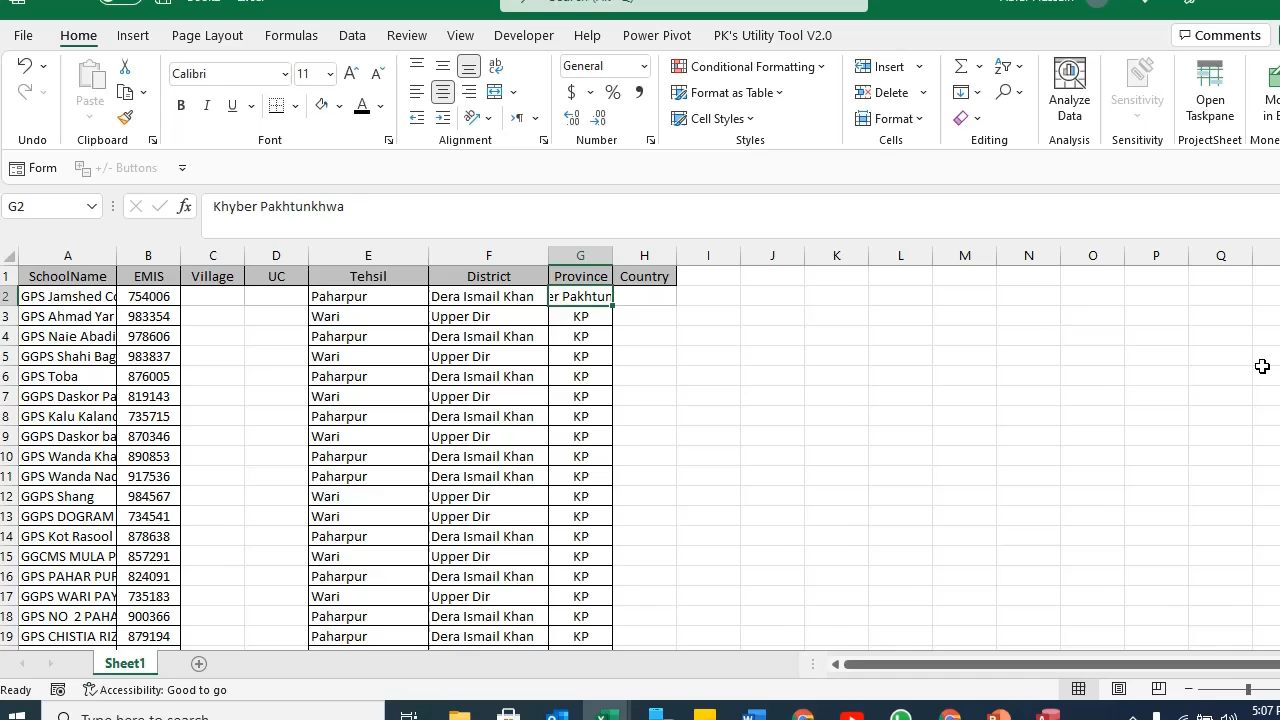 File Home Insert Page Layout Formulas Data Review View Developer Help Power Pivot PK's Utility Tool V2.0 Comments
Calibri 11 General Conditional Formatting Insert
Paste Format as Table Delete Analyze Data Sensitivity Open Taskpane
Cell Styles Format
Undo Clipboard Font Alignment Number Styles Cells Editing Analysis Sensitivity ProjectSheet
Form +/- Buttons
G2 fx Khyber Pakhtunkhwa
A B C D E F G H I J K L M N O P Q
1 SchoolName EMIS Village UC Tehsil District Province Country
2 GPS Jamshed Co 754006 Paharpur Dera Ismail Khan er Pakhtun
3 GPS Ahmad Yar 983354 Wari Upper Dir KP
4 GPS Naie Abadi 978606 Paharpur Dera Ismail Khan KP
5 GGPS Shahi Bag 983837 Wari Upper Dir KP
6 GPS Toba 876005 Paharpur Dera Ismail Khan KP
7 GGPS Daskor Pa 819143 Wari Upper Dir KP
8 GPS Kalu Kaland 735715 Paharpur Dera Ismail Khan KP
9 GGPS Daskor ba 870346 Wari Upper Dir KP
10 GPS Wanda Kha 890853 Paharpur Dera Ismail Khan KP
11 GPS Wanda Nad 917536 Paharpur Dera Ismail Khan KP
12 GGPS Shang 984567 Wari Upper Dir KP
13 GGPS DOGRAM 734541 Wari Upper Dir KP
14 GPS Kot Rasool 878638 Paharpur Dera Ismail Khan KP
15 GGCMS MULA P 857291 Wari Upper Dir KP
16 GPS PAHAR PUR 824091 Paharpur Dera Ismail Khan KP
17 GGPS WARI PAY 735183 Wari Upper Dir KP
18 GPS NO 2 PAHA 900366 Paharpur Dera Ismail Khan KP
19 GPS CHISTIA RIZ 879194 Paharpur Dera Ismail Khan KP
Sheet1
Ready Accessibility: Good to go
5:07